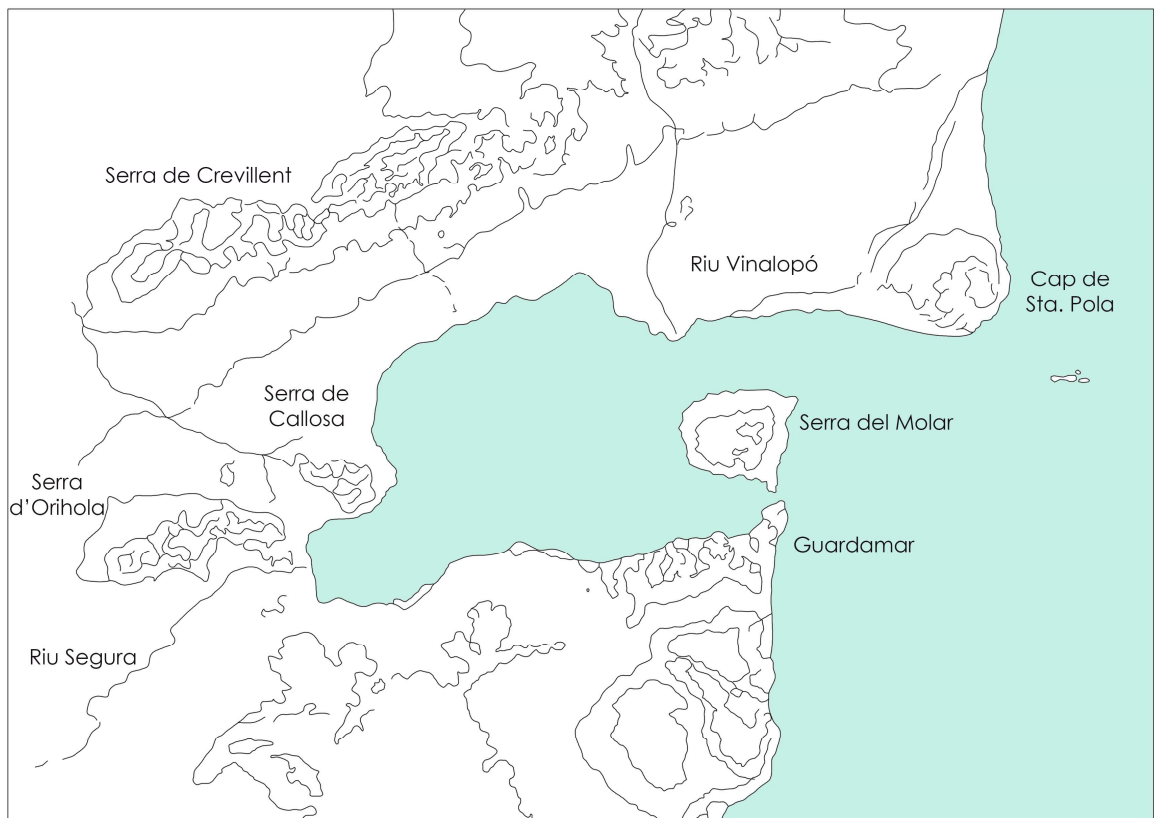 Serra de Crevillent
Riu Vinalopó
Cap de
Sta. Pola
Serra de
Callosa
Serra del Molar
Serra
d'Orihola
Guardamar
Riu Segura